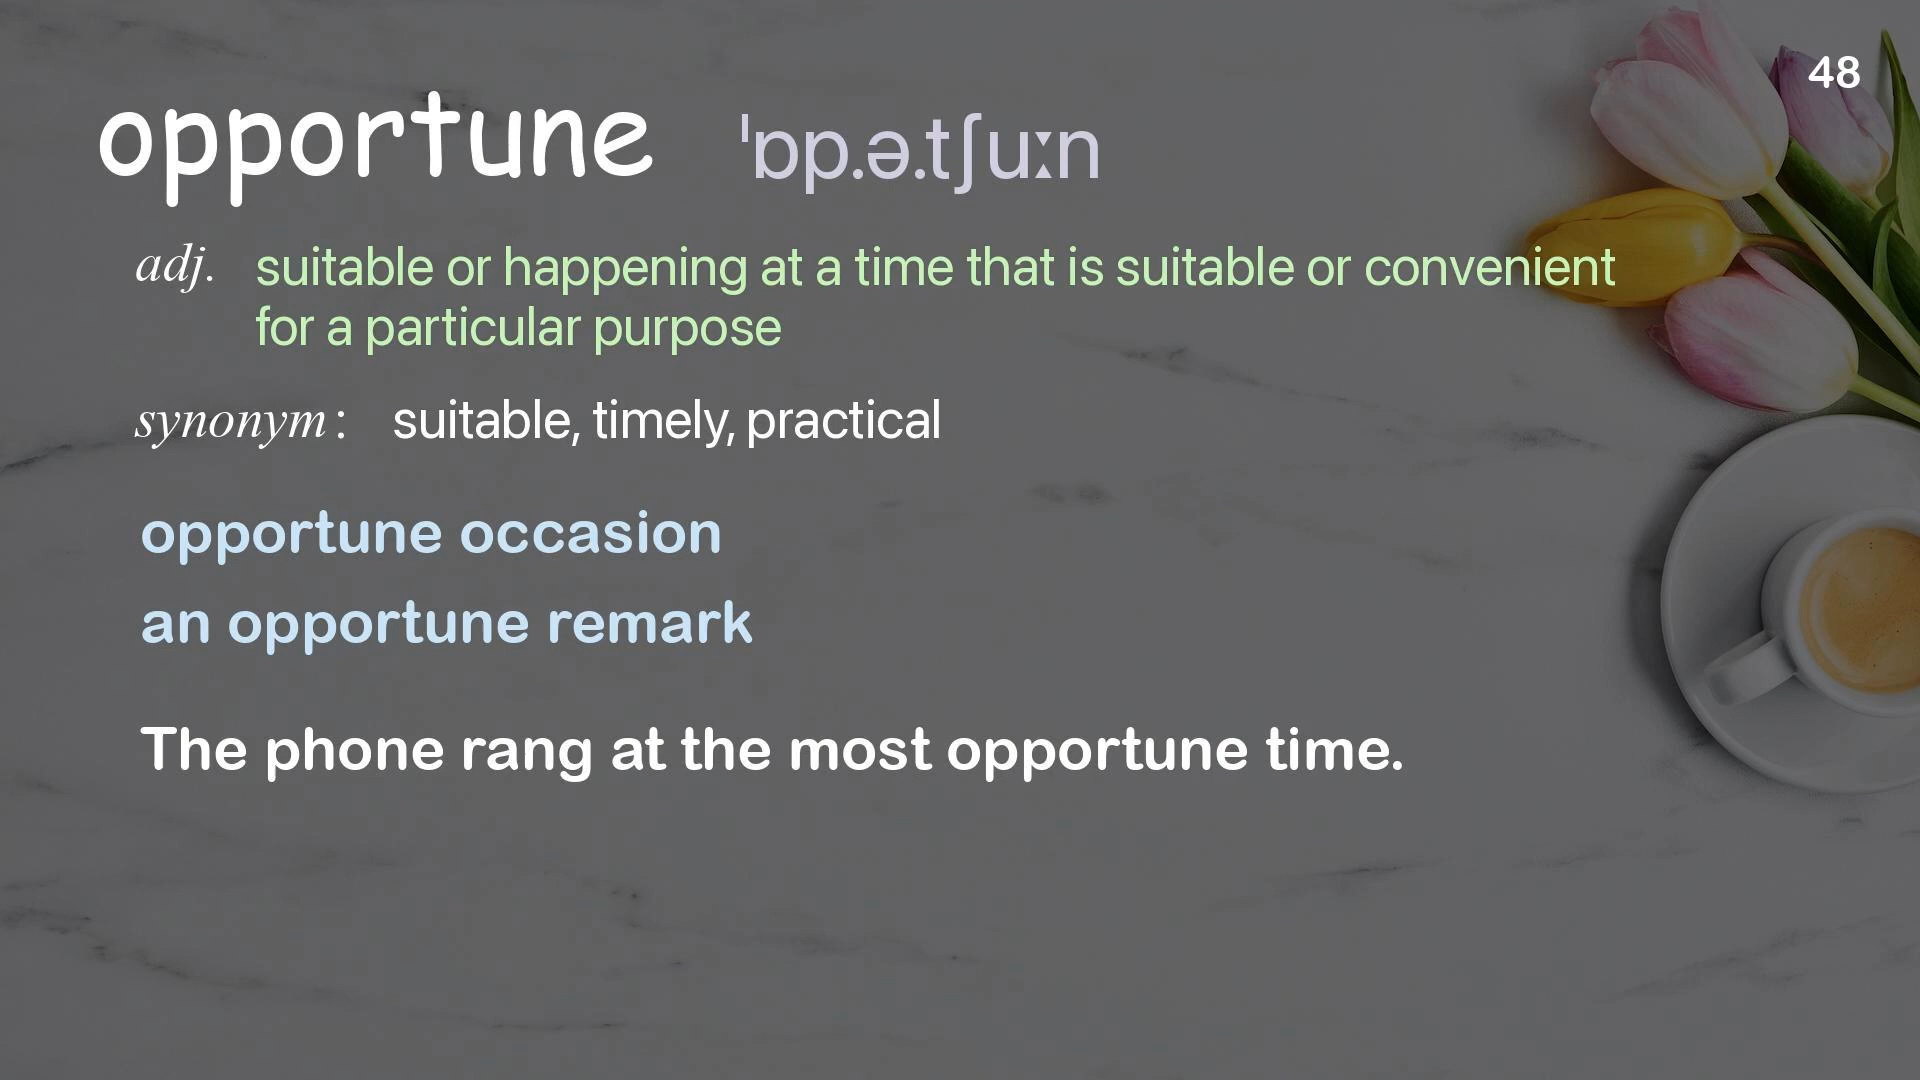 48
opportune ˈɒp.ə.tʃuːn
adj. suitable or happening at a time that is suitable or convenient
for a particular purpose
synonym: suitable, timely, practical
opportune occasion
an opportune remark
The phone rang at the most opportune time.